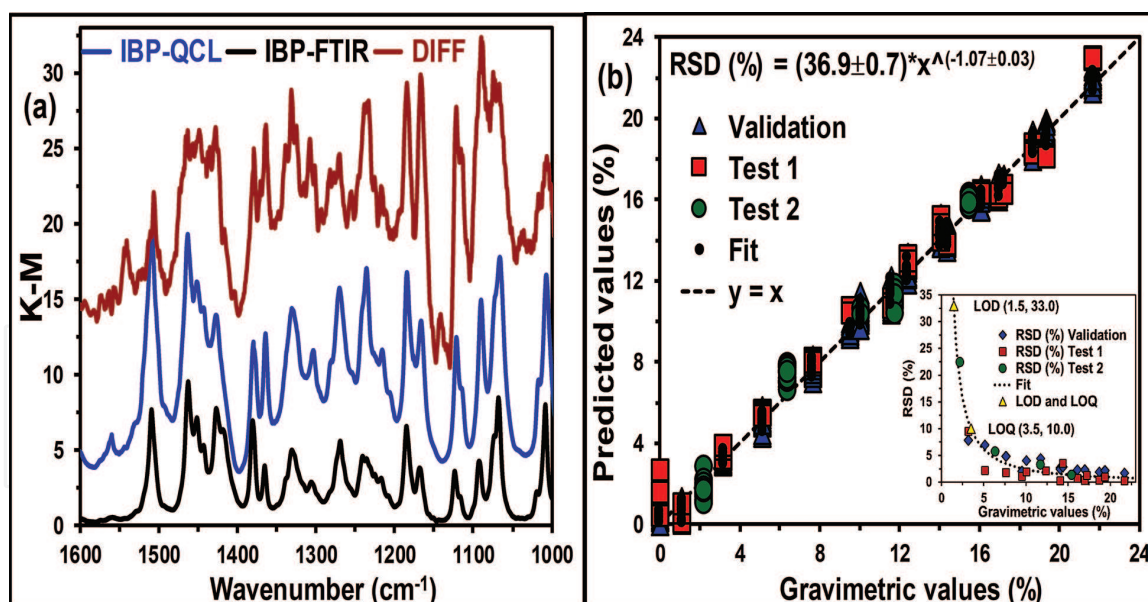 IBP-QCL IBP-FTIR DIFF
(a)
30
25
20
15
10
5
0
K-M
1600 1500 1400 1300 1200 1100 1000
Wavenumber (cm-1)
(b)
RSD (%) = (36.9±0.7)*x^(-1.07±0.03)
Validation
Test 1
Test 2
Fit
y = x
24
20
16
12
8
4
0
Predicted values (%)
0 4 8 12 16 20 24
Gravimetric values (%)
35
30
25
20
15
10
5
0
RSD (%)
LOD (1.5, 33.0)
RSD (%) Validation
RSD (%) Test 1
RSD (%) Test 2
Fit
LOD and LOQ
LOQ (3.5, 10.0)
0 5 10 15 20
Gravimetric values (%)